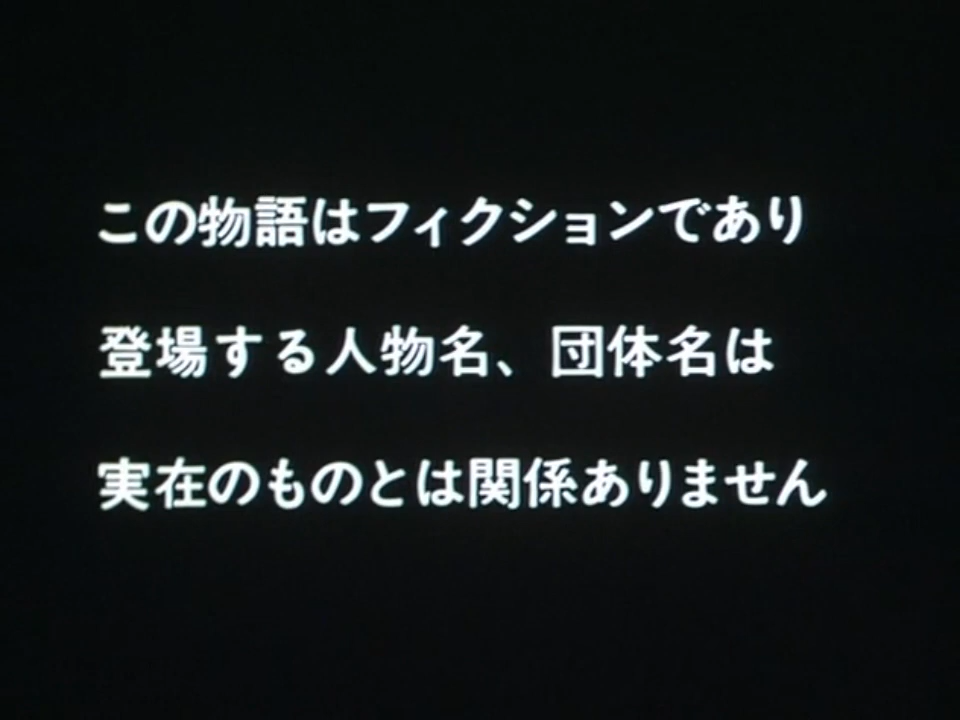 この物語はフィクションであり
登場する人物名、団体名は
実在のものとは関係ありません